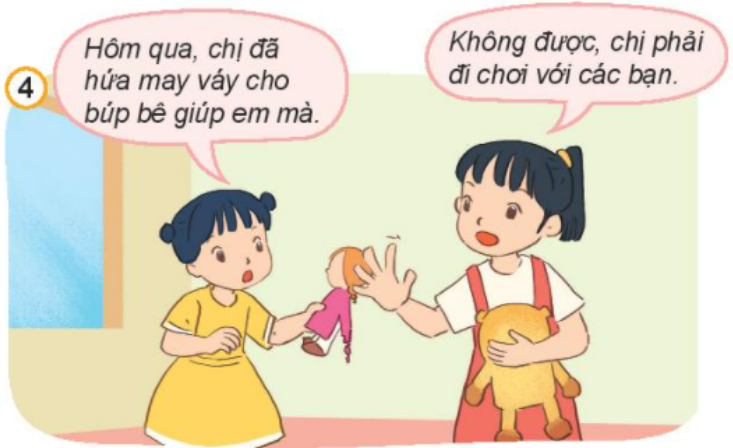 4
Hôm qua, chị đã
hứa may váy cho
búp bê giúp em mà.
Không được, chị phải
đi chơi với các bạn.